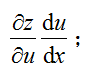 ∂z/∂u du/dx ;